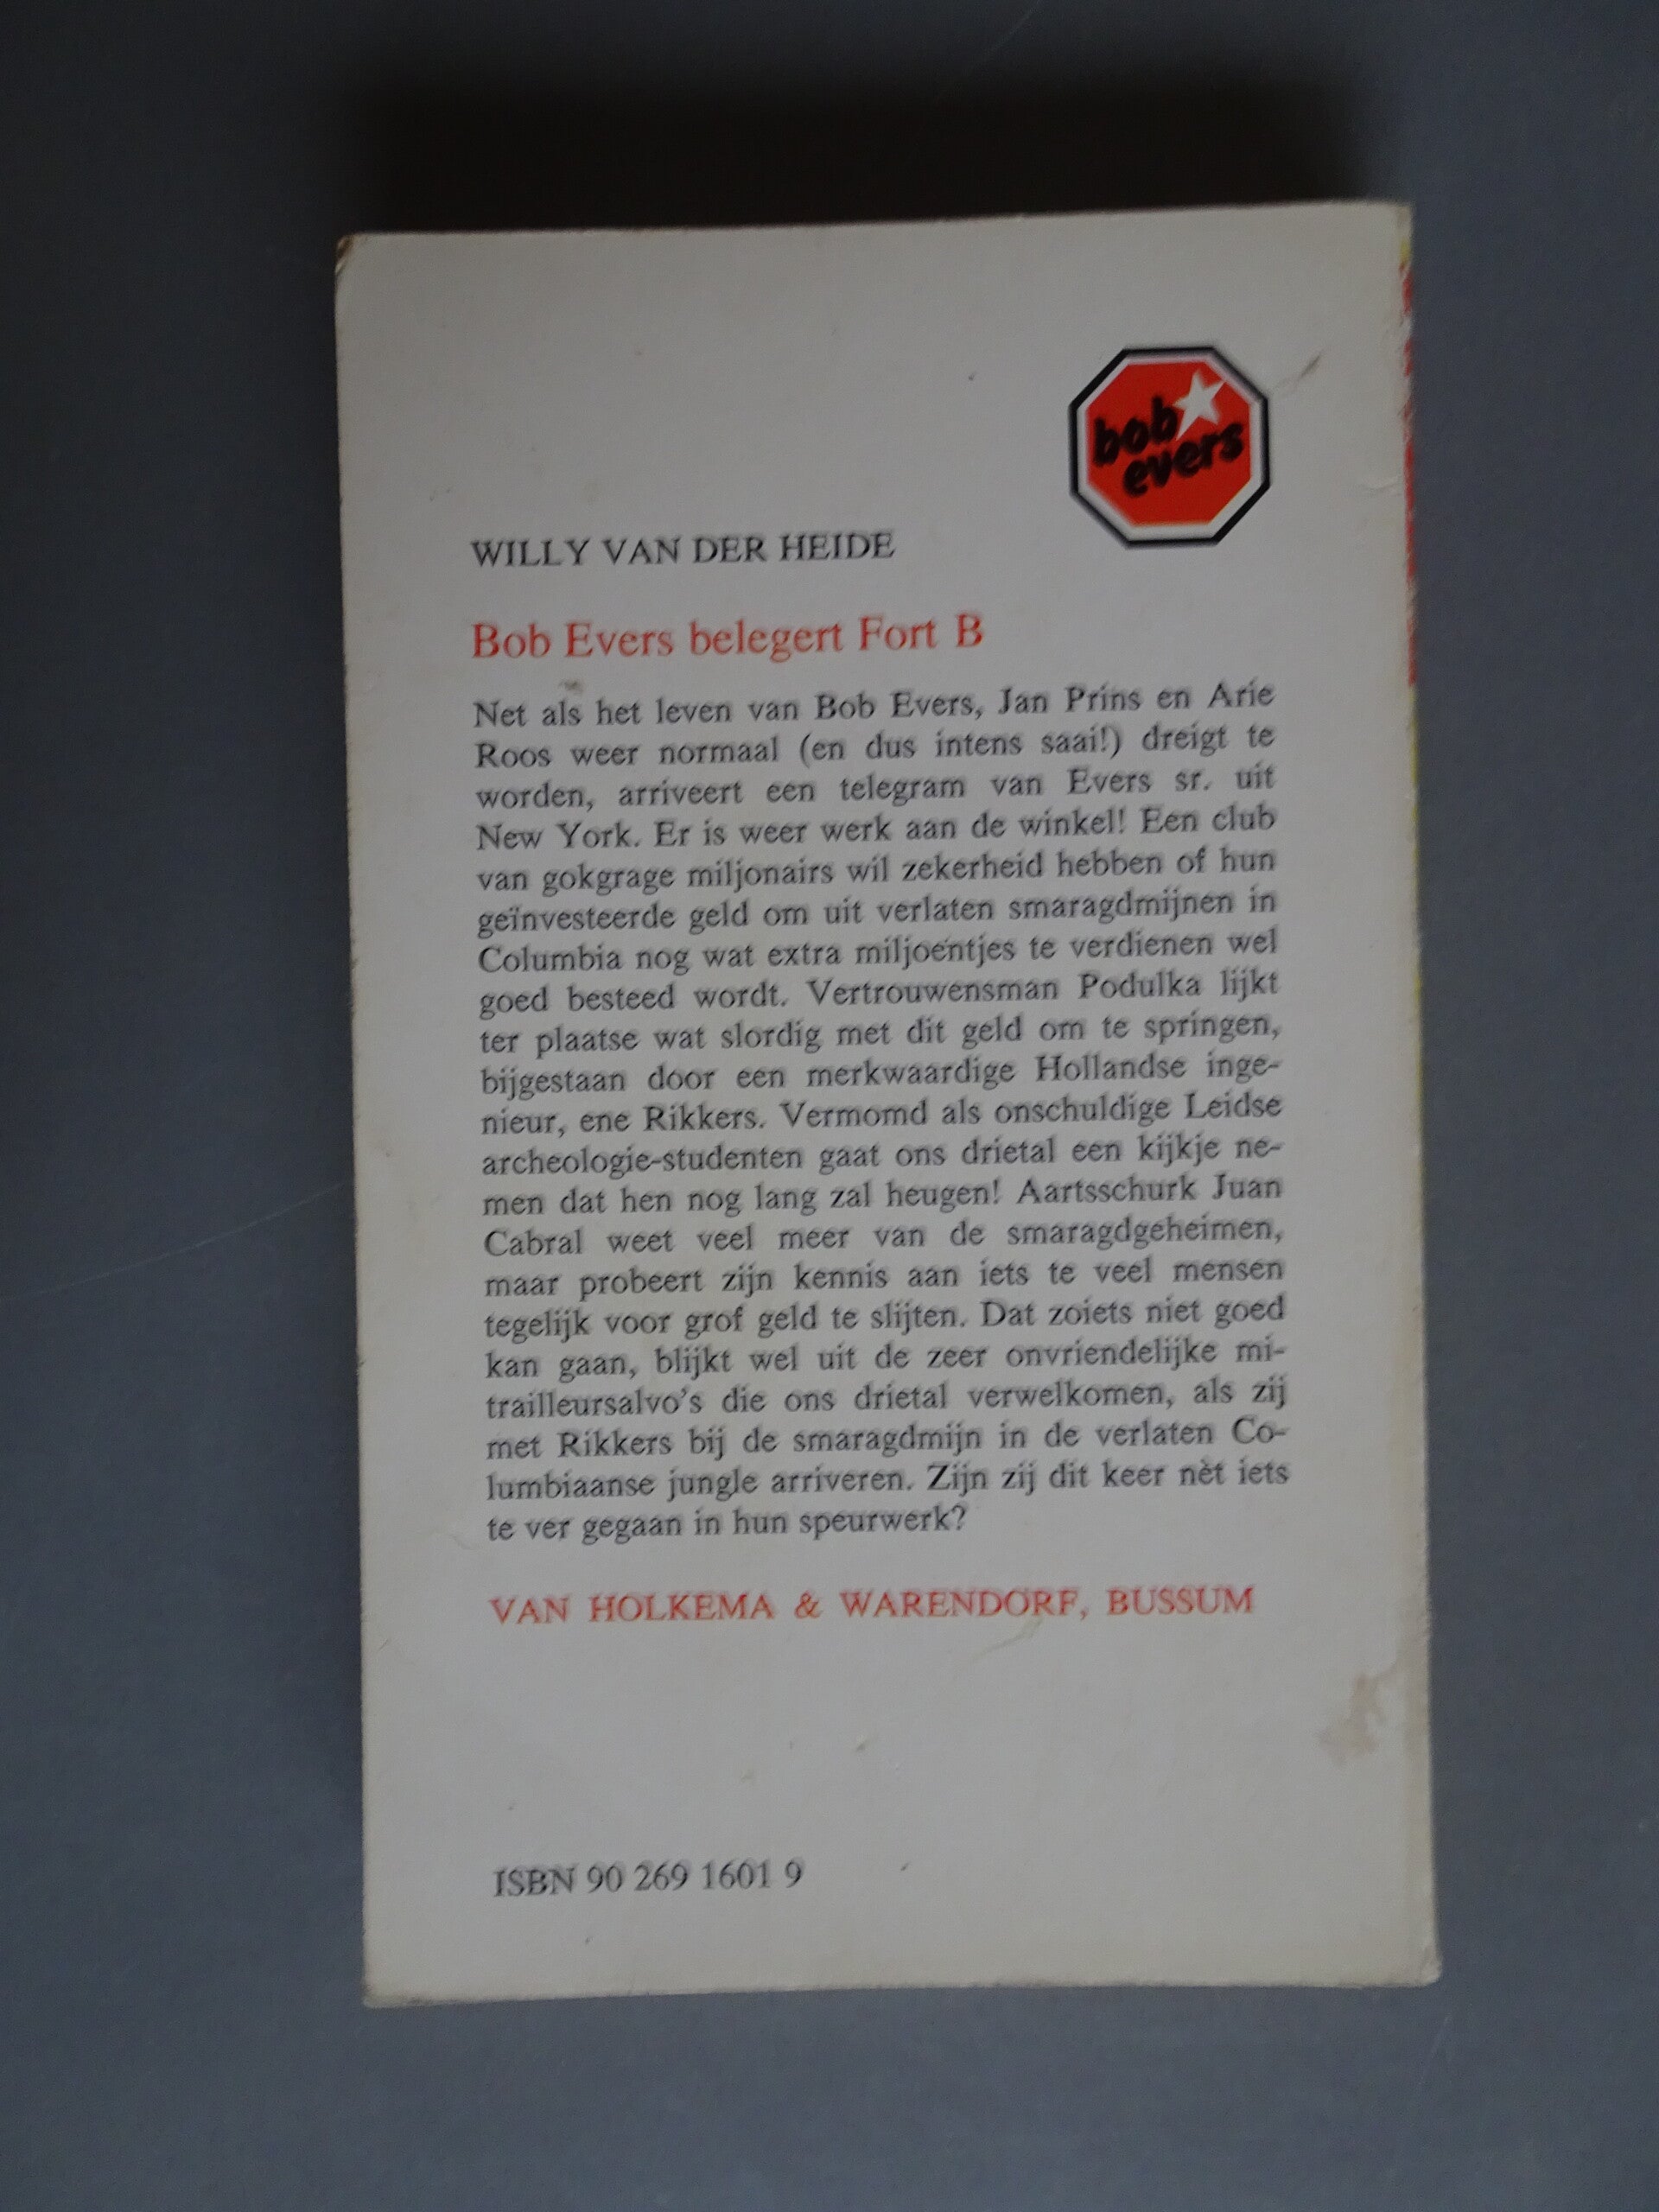 bob
evers
WILLY VAN DER HEIDE
Bob Evers belegert Fort B
Net als het leven van Bob Evers, Jan Prins en Arie
Roos weer normaal (en dus intens saai!) dreigt te
worden, arriveert een telegram van Evers sr. uit
New York. Er is weer werk aan de winkel! Een club
van gokgrage miljonairs wil zekerheid hebben of hun
geïnvesteerde geld om uit verlaten smaragdmijnen in
Columbia nog wat extra miljoentjes te verdienen wel
goed besteed wordt. Vertrouwensman Podulka lijkt
ter plaatse wat slordig met dit geld om te springen,
bijgestaan door een merkwaardige Hollandse inge-
nieur, ene Rikkers. Vermomd als onschuldige Leidse
archeologie-studenten gaat ons drietal een kijkje ne-
men dat hen nog lang zal heugen! Aartsschurk Juan
Cabral weet veel meer van de smaragdgeheimen,
maar probeert zijn kennis aan iets te veel mensen
tegelijk voor grof geld te slijten. Dat zoiets niet goed
kan gaan, blijkt wel uit de zeer onvriendelijke mi-
trailleursalvo's die ons drietal verwelkomen, als zij
met Rikkers bij de smaragdmijn in de verlaten Co-
lumbiaanse jungle arriveren. Zijn zij dit keer nèt iets
te ver gegaan in hun speurwerk?
VAN HOLKEMA & WARENDORF, BUSSUM
ISBN 90 269 1601 9